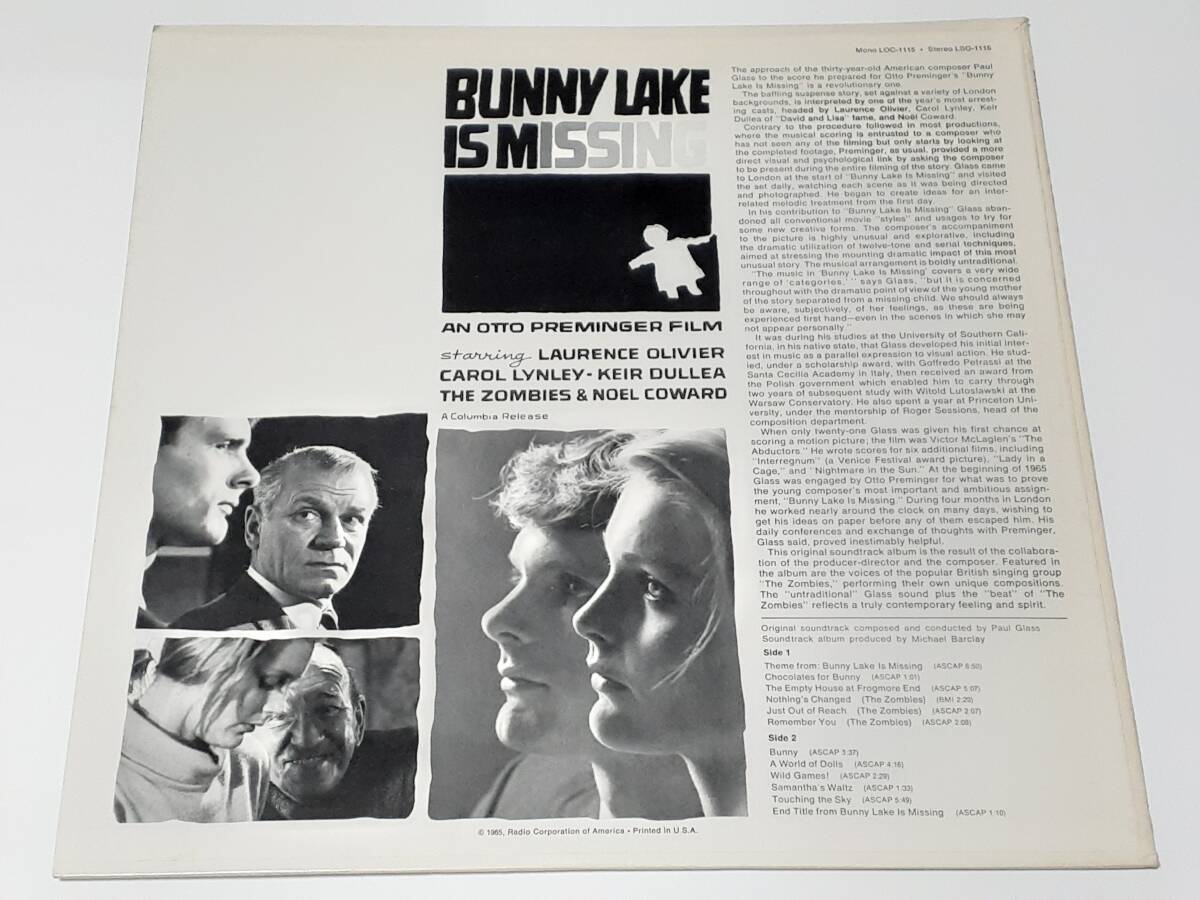 Mono LOC-1115 • Stereo LSO-1115
BUNNY LAKE
IS MISSING
AN OTTO PREMINGER FILM
starring LAURENCE OLIVIER
CAROL LYNLEY - KEIR DULLEA
THE ZOMBIES & NOEL COWARD
A Columbia Release
The approach of the thirty-year-old American composer Paul
Glass to the score he prepared for Otto Preminger's "Bunny
Lake Is Missing" is a revolutionary one.
The baffling suspense story, set against a variety of London
backgrounds, is interpreted by one of the year's most arrest-
ing casts, headed by Laurence Olivier, Carol Lynley, Keir
Dullea of "David and Lisa" fame, and Noël Coward.
Contrary to the procedure followed in most productions,
where the musical scoring is entrusted to a composer who
has not seen any of the filming but only starts by looking at
the completed footage, Preminger, as usual, provided a more
direct visual and psychological link by asking the composer
to be present during the entire filming of the story. Glass came
to London at the start of "Bunny Lake Is Missing" and visited
the set daily, watching each scene as it was being directed
and photographed. He began to create ideas for an inter-
related melodic treatment from the first day.
In his contribution to "Bunny Lake Is Missing" Glass aban-
doned all conventional movie "styles" and usages to try for
some new creative forms. The composer's accompaniment
to the picture is highly unusual and explorative, including
the dramatic utilization of twelve-tone and serial techniques,
aimed at stressing the mounting dramatic impact of this most
unusual story. The musical arrangement is boldly untraditional.
"The music in 'Bunny Lake Is Missing' covers a very wide
range of 'categories,' " says Glass, "but it is concerned
throughout with the dramatic point of view of the young mother
of the story separated from a missing child. We should always
be aware, subjectively, of her feelings, as these are being
experienced first hand—even in the scenes in which she may
not appear personally."
It was during his studies at the University of Southern Cali-
fornia, in his native state, that Glass developed his initial inter-
est in music as a parallel expression to visual action. He stud-
ied, under a scholarship award, with Goffredo Petrassi at the
Santa Cecilia Academy in Italy, then received an award from
the Polish government which enabled him to carry through
two years of subsequent study with Witold Lutoslawski at the
Warsaw Conservatory. He also spent a year at Princeton Uni-
versity, under the mentorship of Roger Sessions, head of the
composition department.
When only twenty-one Glass was given his first chance at
scoring a motion picture; the film was Victor McLaglen's "The
Abductors." He wrote scores for six additional films, including
"Interregnum" (a Venice Festival award picture), "Lady in a
Cage," and "Nightmare in the Sun." At the beginning of 1965
Glass was engaged by Otto Preminger for what was to prove
the young composer's most important and ambitious assign-
ment, "Bunny Lake Is Missing." During four months in London
he worked nearly around the clock on many days, wishing to
get his ideas on paper before any of them escaped him. His
daily conferences and exchange of thoughts with Preminger,
Glass said, proved inestimably helpful.
This original soundtrack album is the result of the collabora-
tion of the producer-director and the composer. Featured in
the album are the voices of the popular British singing group
"The Zombies," performing their own unique compositions.
The "untraditional" Glass sound plus the "beat" of "The
Zombies" reflects a truly contemporary feeling and spirit.
Original soundtrack composed and conducted by Paul Glass
Soundtrack album produced by Michael Barclay
Side 1
Theme from: Bunny Lake Is Missing (ASCAP 6:50)
Chocolates for Bunny (ASCAP 1:01)
The Empty House at Frogmore End (ASCAP 5:07)
Nothing's Changed (The Zombies) (BMI 2:20)
Just Out of Reach (The Zombies) (ASCAP 2:07)
Remember You (The Zombies) (ASCAP 2:08)
Side 2
Bunny (ASCAP 3:37)
A World of Dolls (ASCAP 4:16)
Wild Games! (ASCAP 2:29)
Samantha's Waltz (ASCAP 1:33)
Touching the Sky (ASCAP 5:49)
End Title from Bunny Lake Is Missing (ASCAP 1:10)
© 1965, Radio Corporation of America • Printed in U.S.A.